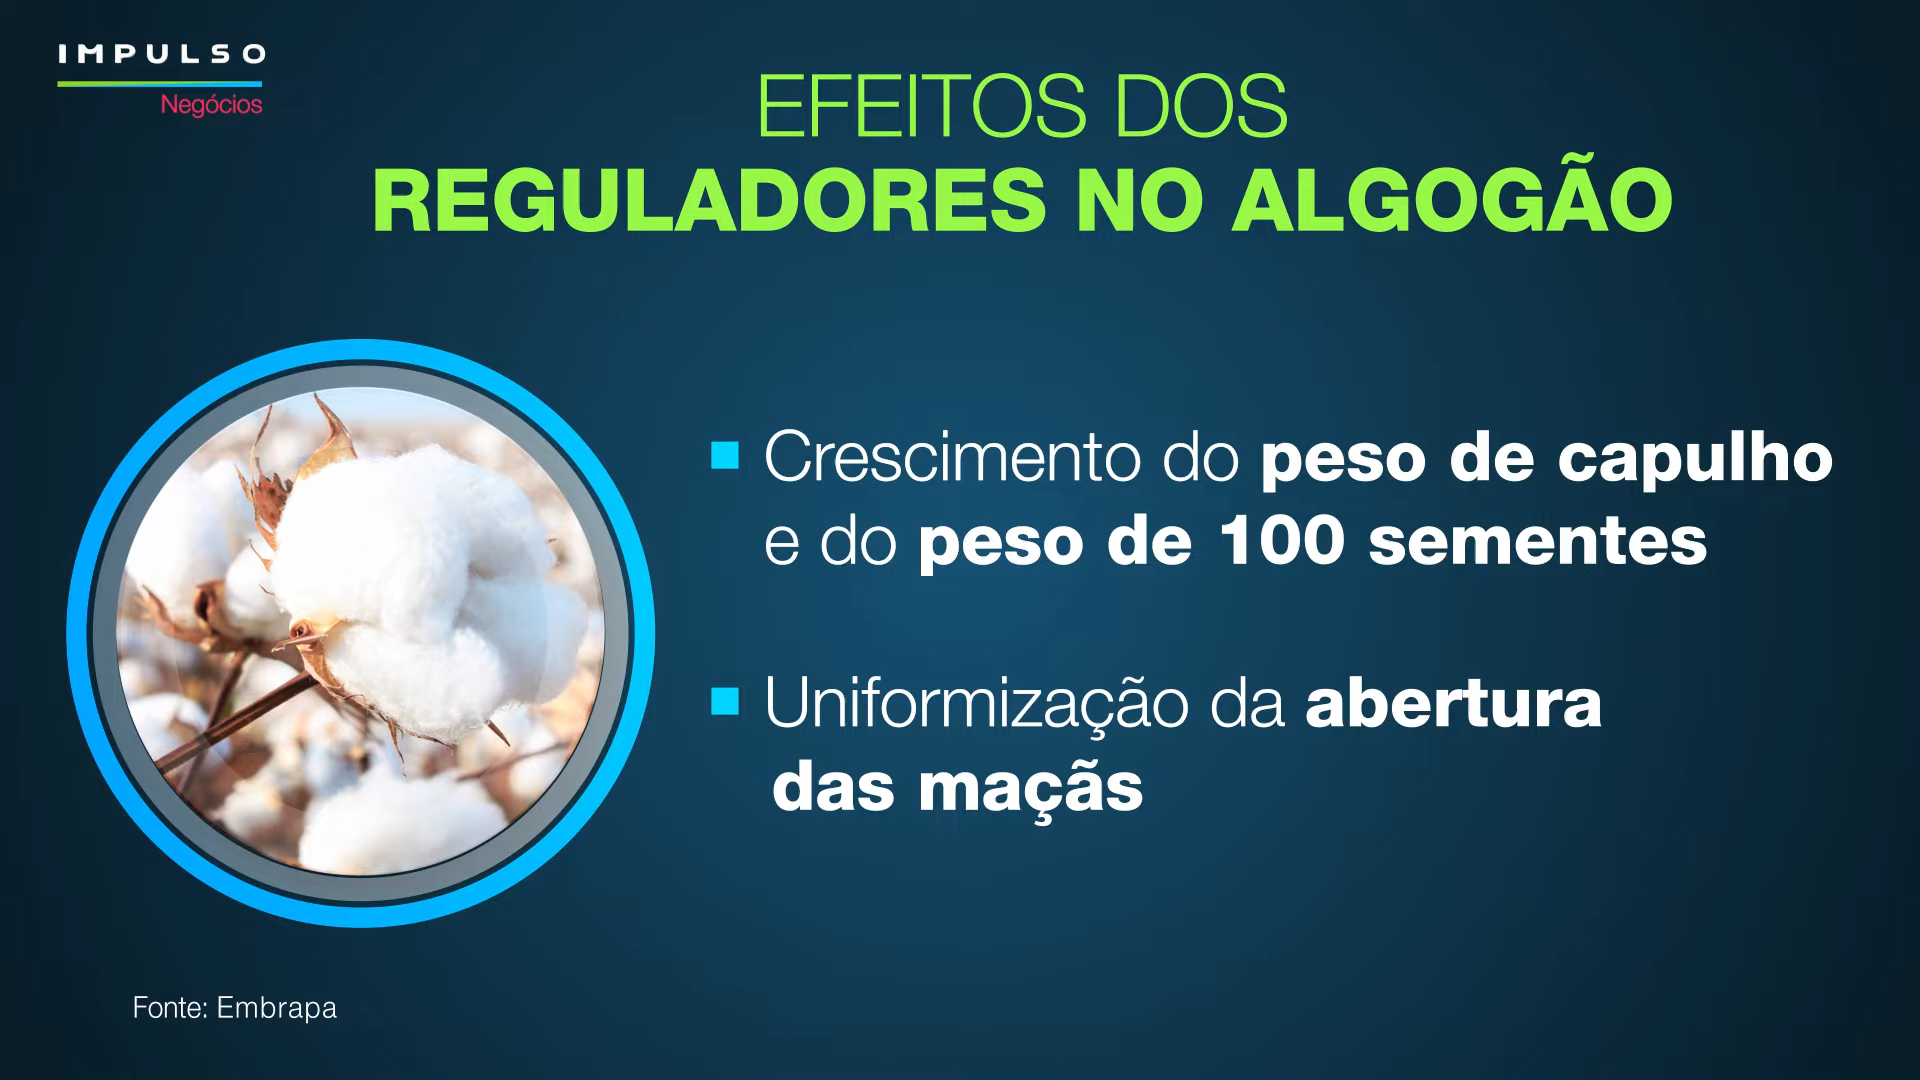 IMPULSO
Negócios
EFEITOS DOS
REGULADORES NO ALGOGÃO
Crescimento do peso de capulho
e do peso de 100 sementes
Uniformização da abertura
das maçãs
Fonte: Embrapa